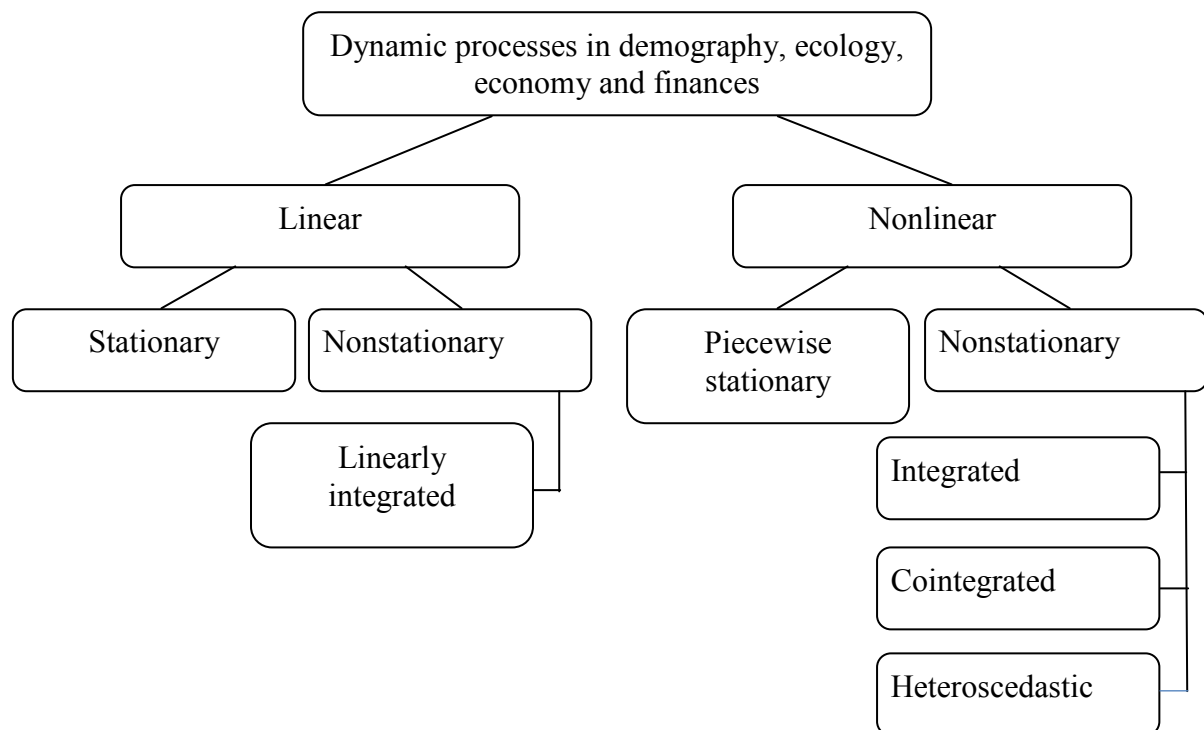 Dynamic processes in demography, ecology,
economy and finances
Linear
Nonlinear
Stationary
Nonstationary
Piecewise
stationary
Nonstationary
Linearly
integrated
Integrated
Cointegrated
Heteroscedastic